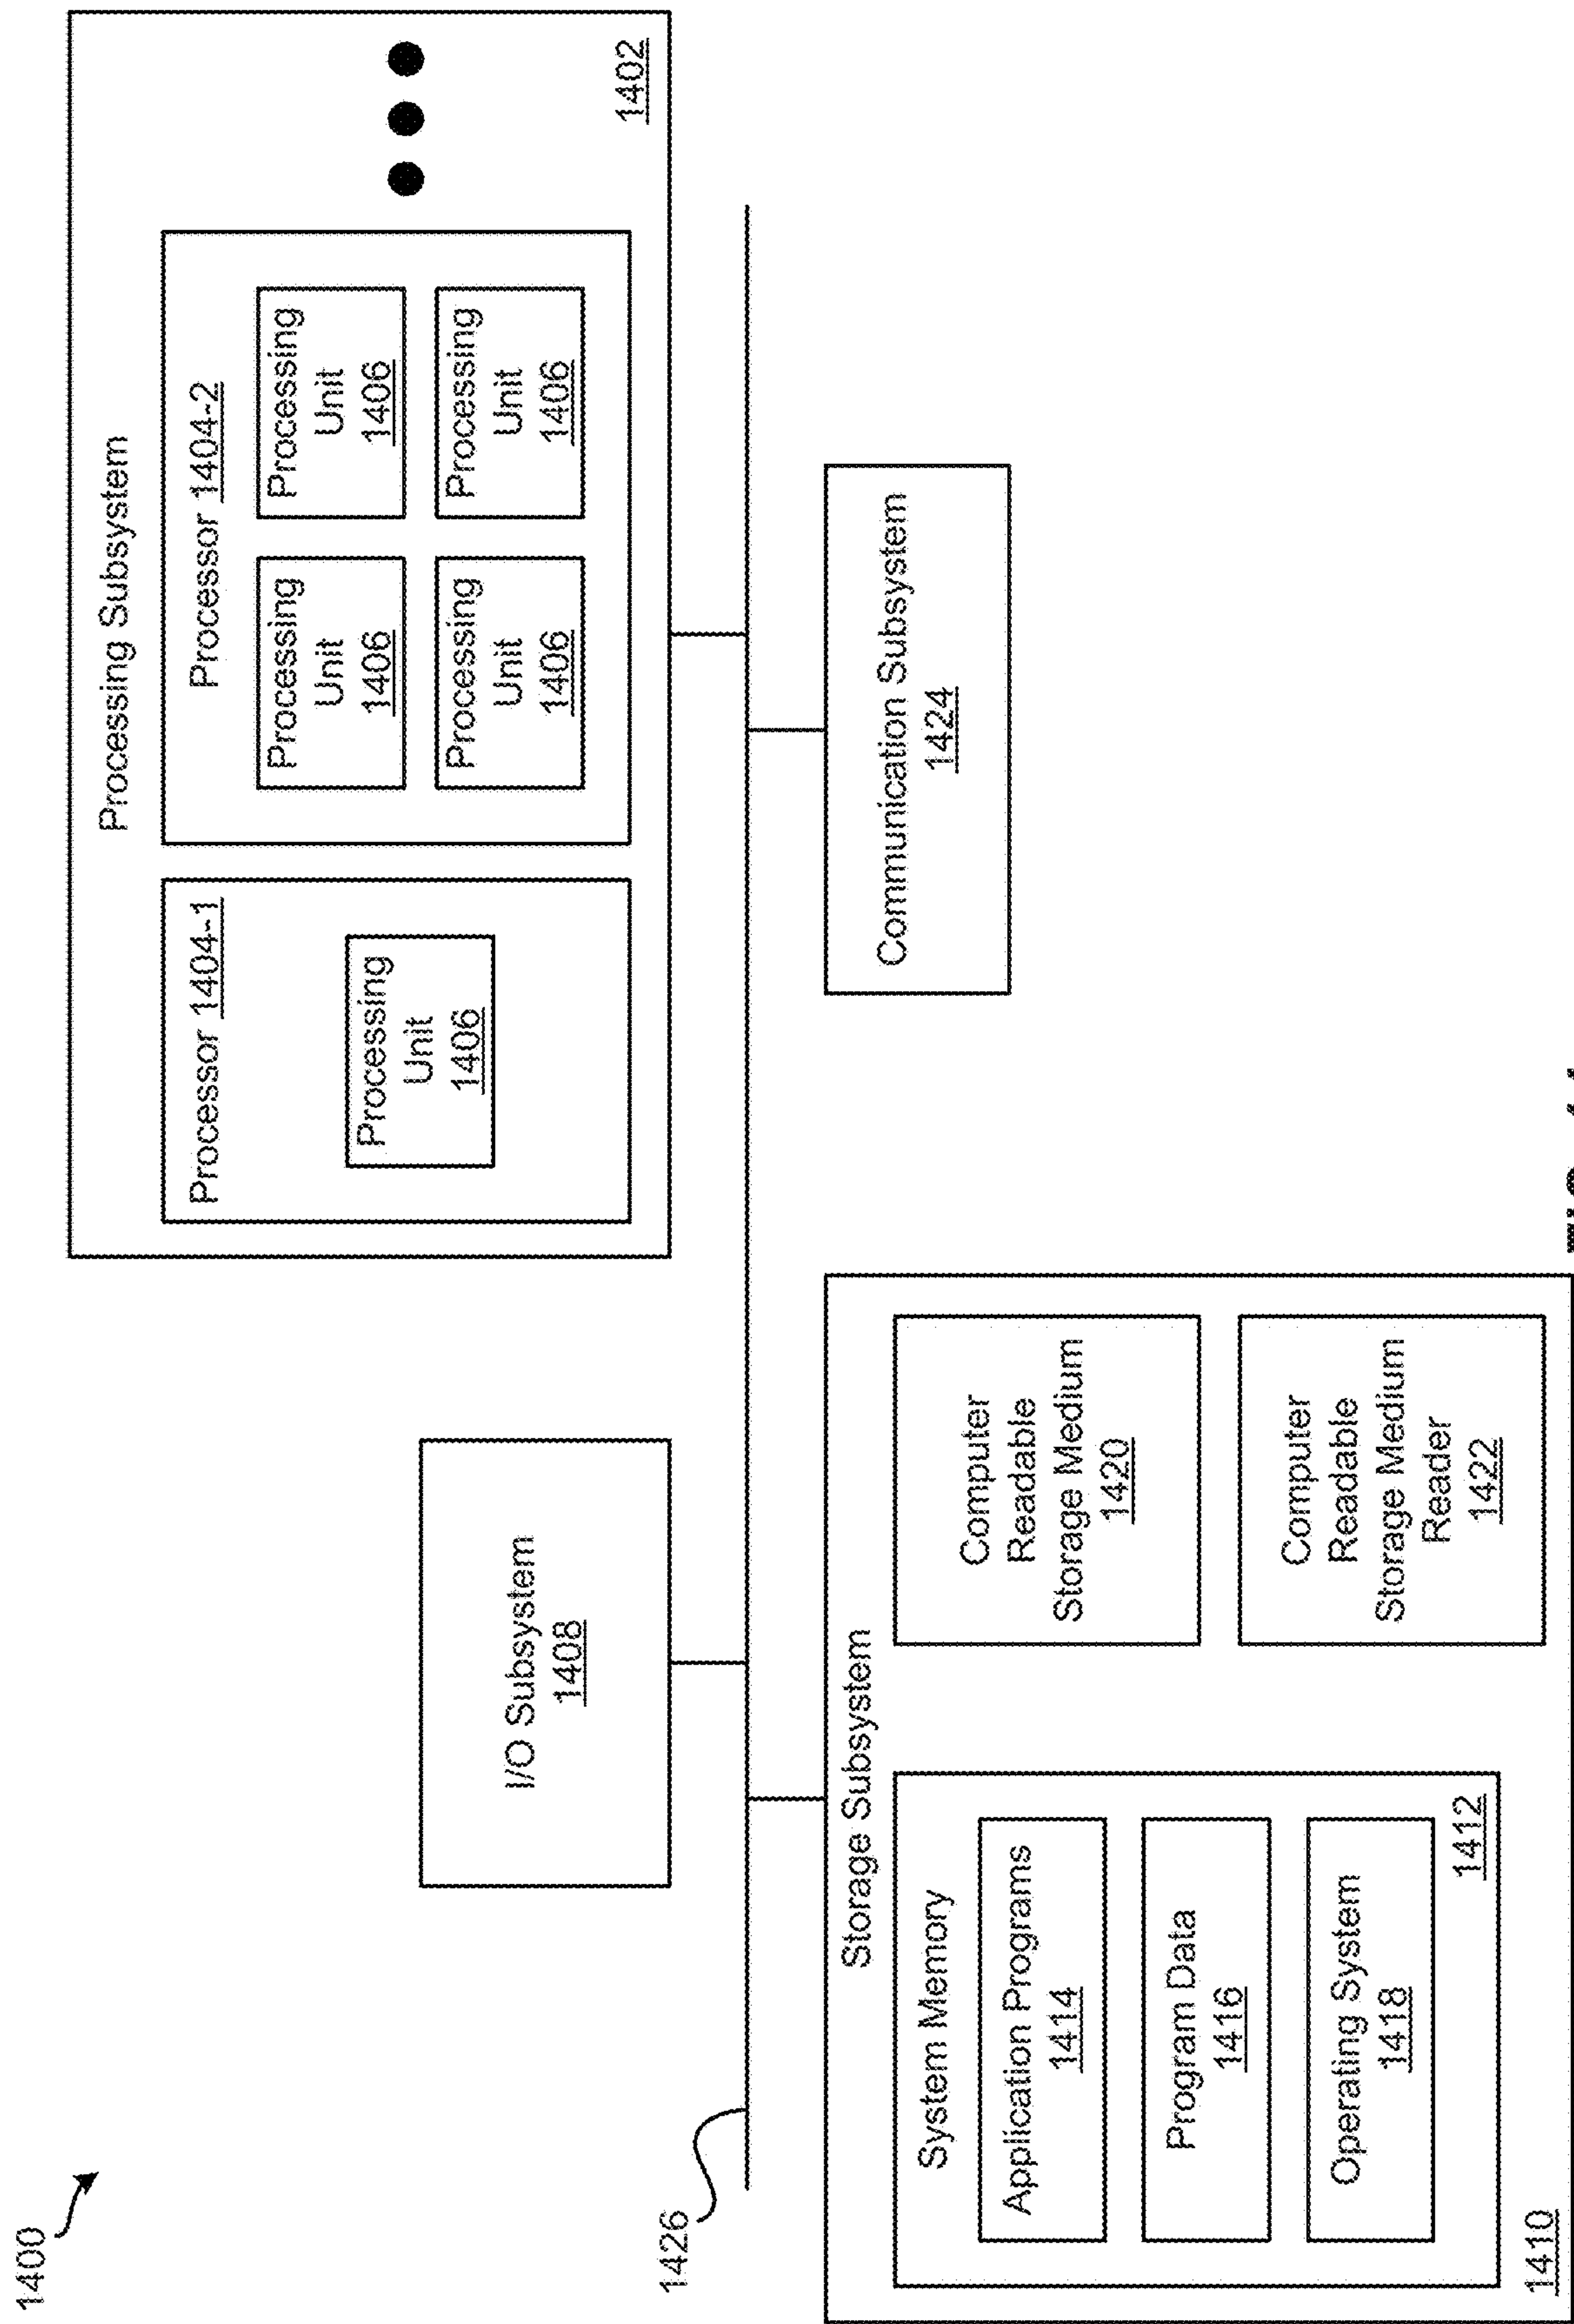 1400
I/O Subsystem
1408
Processing Subsystem
Processor 1404-1
Processing
Unit
1406
Processor 1404-2
Processing
Unit
1406
Processing
Unit
1406
Processing
Unit
1406
Processing
Unit
1406
1402
1426
Storage Subsystem
System Memory
Application Programs
1414
Program Data
1416
Operating System
1418
1412
Computer
Readable
Storage Medium
1420
Computer
Readable
Storage Medium
Reader
1422
1410
Communication Subsystem
1424